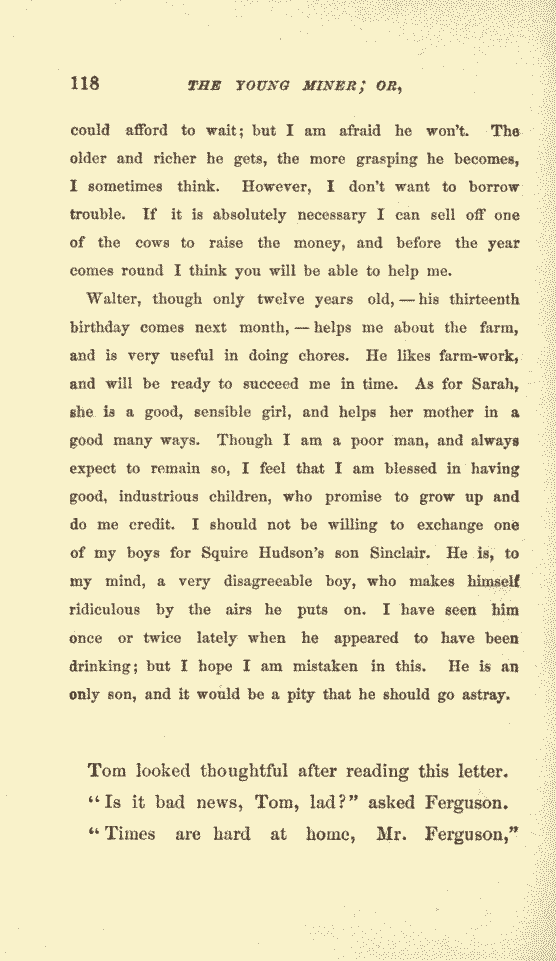 118 THE YOUNG MINER; OR,
could afford to wait; but I am afraid he won't. The
older and richer he gets, the more grasping he becomes,
I sometimes think. However, I don't want to borrow
trouble. If it is absolutely necessary I can sell off one
of the cows to raise the money, and before the year
comes round I think you will be able to help me.
Walter, though only twelve years old, — his thirteenth
birthday comes next month, — helps me about the farm,
and is very useful in doing chores. He likes farm-work,
and will be ready to succeed me in time. As for Sarah,
she is a good, sensible girl, and helps her mother in a
good many ways. Though I am a poor man, and always
expect to remain so, I feel that I am blessed in having
good, industrious children, who promise to grow up and
do me credit. I should not be willing to exchange one
of my boys for Squire Hudson's son Sinclair. He is, to
my mind, a very disagreeable boy, who makes himself
ridiculous by the airs he puts on. I have seen him
once or twice lately when he appeared to have been
drinking; but I hope I am mistaken in this. He is an
only son, and it would be a pity that he should go astray.
Tom looked thoughtful after reading this letter.
“Is it bad news, Tom, lad?” asked Ferguson.
“Times are hard at home, Mr. Ferguson,”